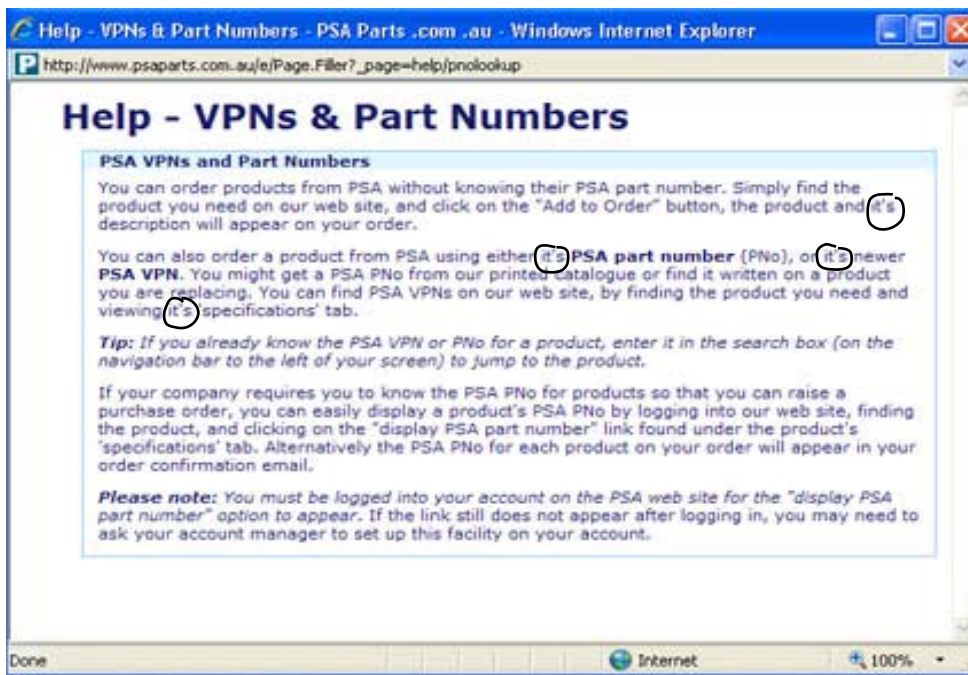 Help - VPNs & Part Numbers - PSA Parts .com .au - Windows Internet Explorer
http://www.psaparts.com.au/e/Page.Filler?_page=help/pnolookup
Help - VPNs & Part Numbers
PSA VPNs and Part Numbers
You can order products from PSA without knowing their PSA part number. Simply find the
product you need on our web site, and click on the "Add to Order" button, the product and it's
description will appear on your order.
You can also order a product from PSA using either it's PSA part number (PNo), or it's newer
PSA VPN. You might get a PSA PNo from our printed catalogue or find it written on a product
you are replacing. You can find PSA VPNs on our web site, by finding the product you need and
viewing it's 'specifications' tab.
Tip: If you already know the PSA VPN or PNo for a product, enter it in the search box (on the
navigation bar to the left of your screen) to jump to the product.
If your company requires you to know the PSA PNo for products so that you can raise a
purchase order, you can easily display a product's PSA PNo by logging into our web site, finding
the product, and clicking on the "display PSA part number" link found under the product's
'specifications' tab. Alternatively the PSA PNo for each product on your order will appear in your
order confirmation email.
Please note: You must be logged into your account on the PSA web site for the "display PSA
part number" option to appear. If the link still does not appear after logging in, you may need to
ask your account manager to set up this facility on your account.
Done Internet 100%